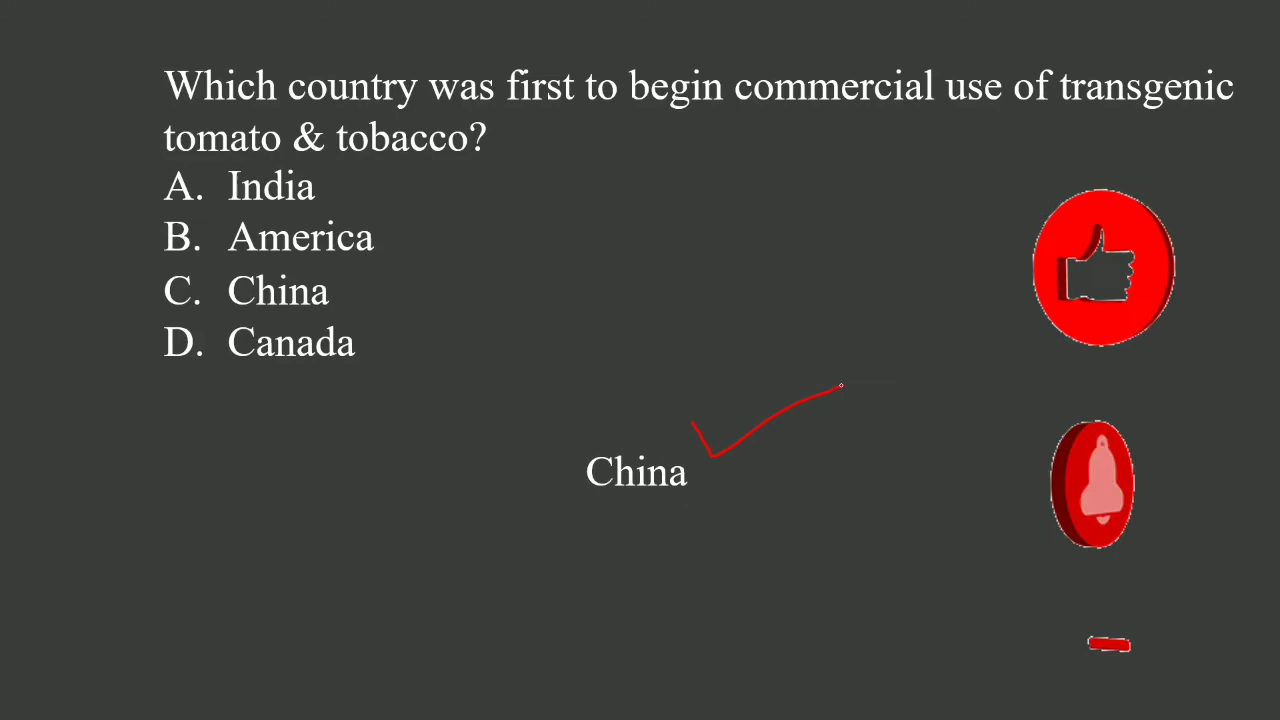 Which country was first to begin commercial use of transgenic
tomato & tobacco?
A. India
B. America
C. China
D. Canada
China